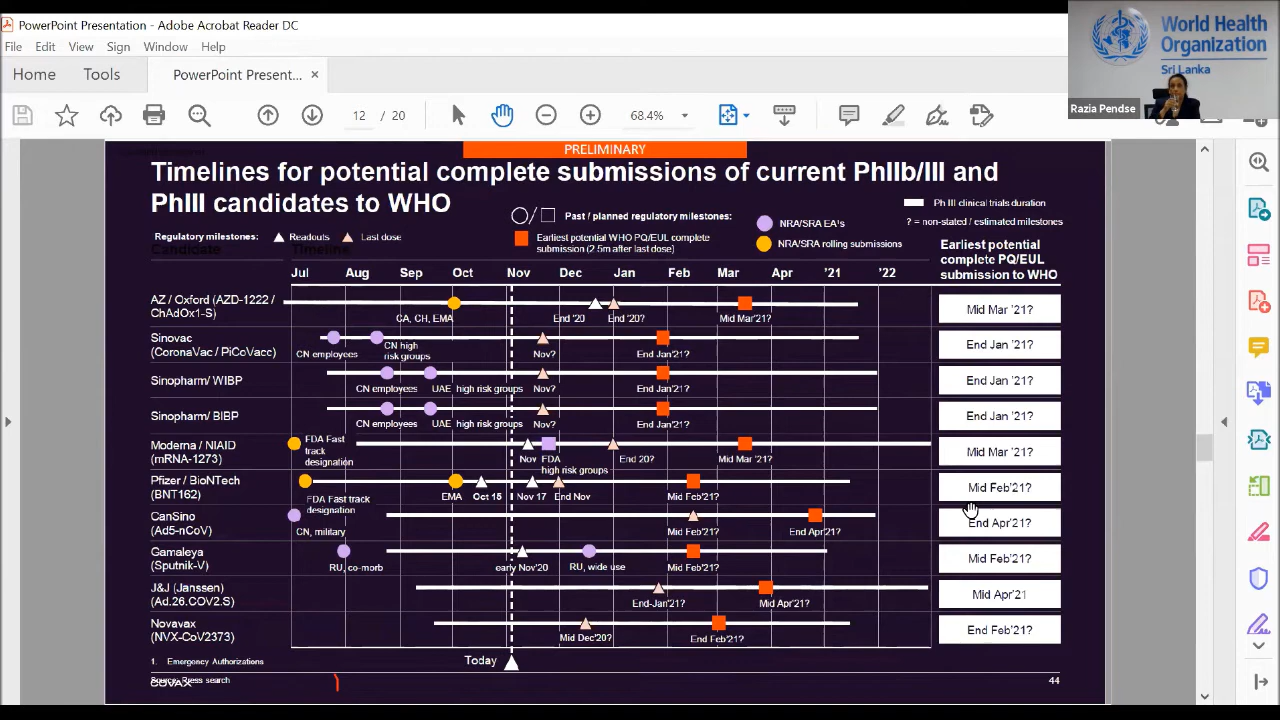 PowerPoint Presentation - Adobe Acrobat Reader DC
File Edit View Sign Window Help
Home Tools PowerPoint Present... ×
12 / 20 68.4%
World Health
Organization
Sri Lanka
Razia Pendse
PRELIMINARY
Timelines for potential complete submissions of current PhIIb/III and
PhIII candidates to WHO
Regulatory milestones: Readouts Last dose
Past / planned regulatory milestones:
Earliest potential WHO PQ/EUL complete
submission (2.5m after last dose)
NRA/SRA EA's
NRA/SRA rolling submissions
Ph III clinical trials duration
? = non-stated / estimated milestones
Candidate Timeline
Earliest potential
complete PQ/EUL
submission to WHO
Jul Aug Sep Oct Nov Dec Jan Feb Mar Apr '21 '22
AZ / Oxford (AZD-1222 /
ChAdOx1-S)
CA, CH, EMA End '20 End '20? Mid Mar'21?
Mid Mar '21?
Sinovac
(CoronaVac / PiCoVacc)
CN employees CN high
risk groups
Nov? End Jan'21?
End Jan '21?
Sinopharm/ WIBP
CN employees UAE high risk groups Nov? End Jan'21?
End Jan '21?
Sinopharm/ BIBP
CN employees UAE high risk groups Nov? End Jan'21?
End Jan '21?
Moderna / NIAID
(mRNA-1273)
FDA Fast
track
designation
Nov FDA
high risk groups
End 20? Mid Mar '21?
Mid Mar '21?
Pfizer / BioNTech
(BNT162)
FDA Fast track
designation
EMA Oct 15 Nov 17 End Nov Mid Feb'21?
Mid Feb'21?
CanSino
(Ad5-nCoV)
CN, military Mid Feb'21? End Apr'21?
End Apr'21?
Gamaleya
(Sputnik-V)
RU, co-morb early Nov'20 RU, wide use Mid Feb'21?
Mid Feb'21?
J&J (Janssen)
(Ad.26.COV2.S)
End-Jan'21? Mid Apr'21?
Mid Apr'21
Novavax
(NVX-CoV2373)
Mid Dec'20? End Feb'21?
End Feb'21?
Today
1. Emergency Authorizations
Source: Press search
COVAX
44